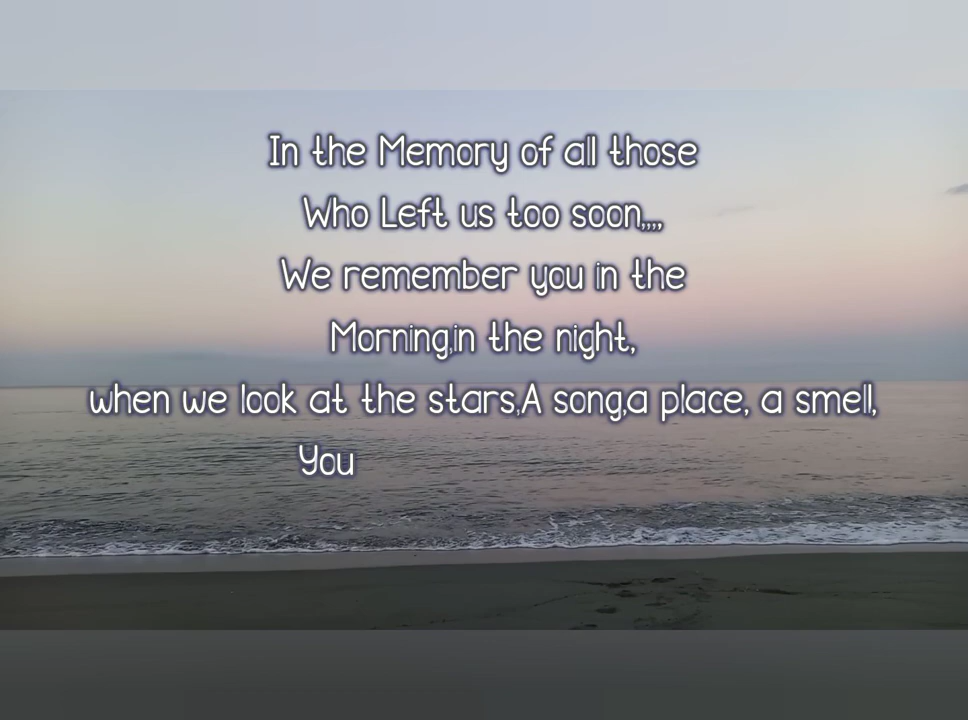 In the Memory of all those
Who Left us too soon,,,,
We remember you in the
Morning,in the night,
when we look at the stars,A song,a place, a smell,
You